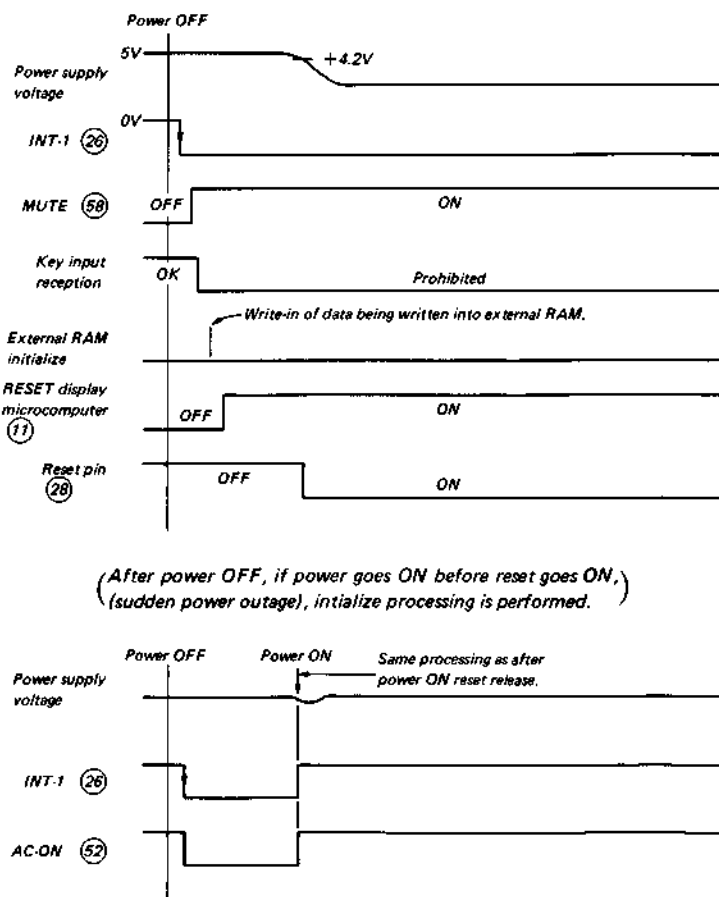 Power OFF
5V
+4.2V
Power supply
voltage
0V
INT-1 26
MUTE 58 OFF ON
Key input
reception
OK
Prohibited
Write-in of data being written into external RAM.
External RAM
initialize
RESET display
microcomputer
11
OFF ON
Reset pin
28
OFF ON
(After power OFF, if power goes ON before reset goes ON,)
(sudden power outage), intialize processing is performed.
Power OFF Power ON
Same processing as after
power ON reset release.
Power supply
voltage
INT-1 26
AC-ON 52